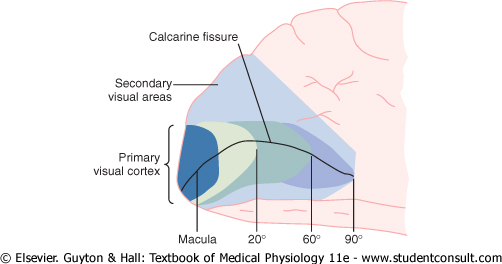 Calcarine fissure
Secondary
visual areas
Primary
visual cortex
Macula 20° 60° 90°
© Elsevier. Guyton & Hall: Textbook of Medical Physiology 11e - www.studentconsult.com